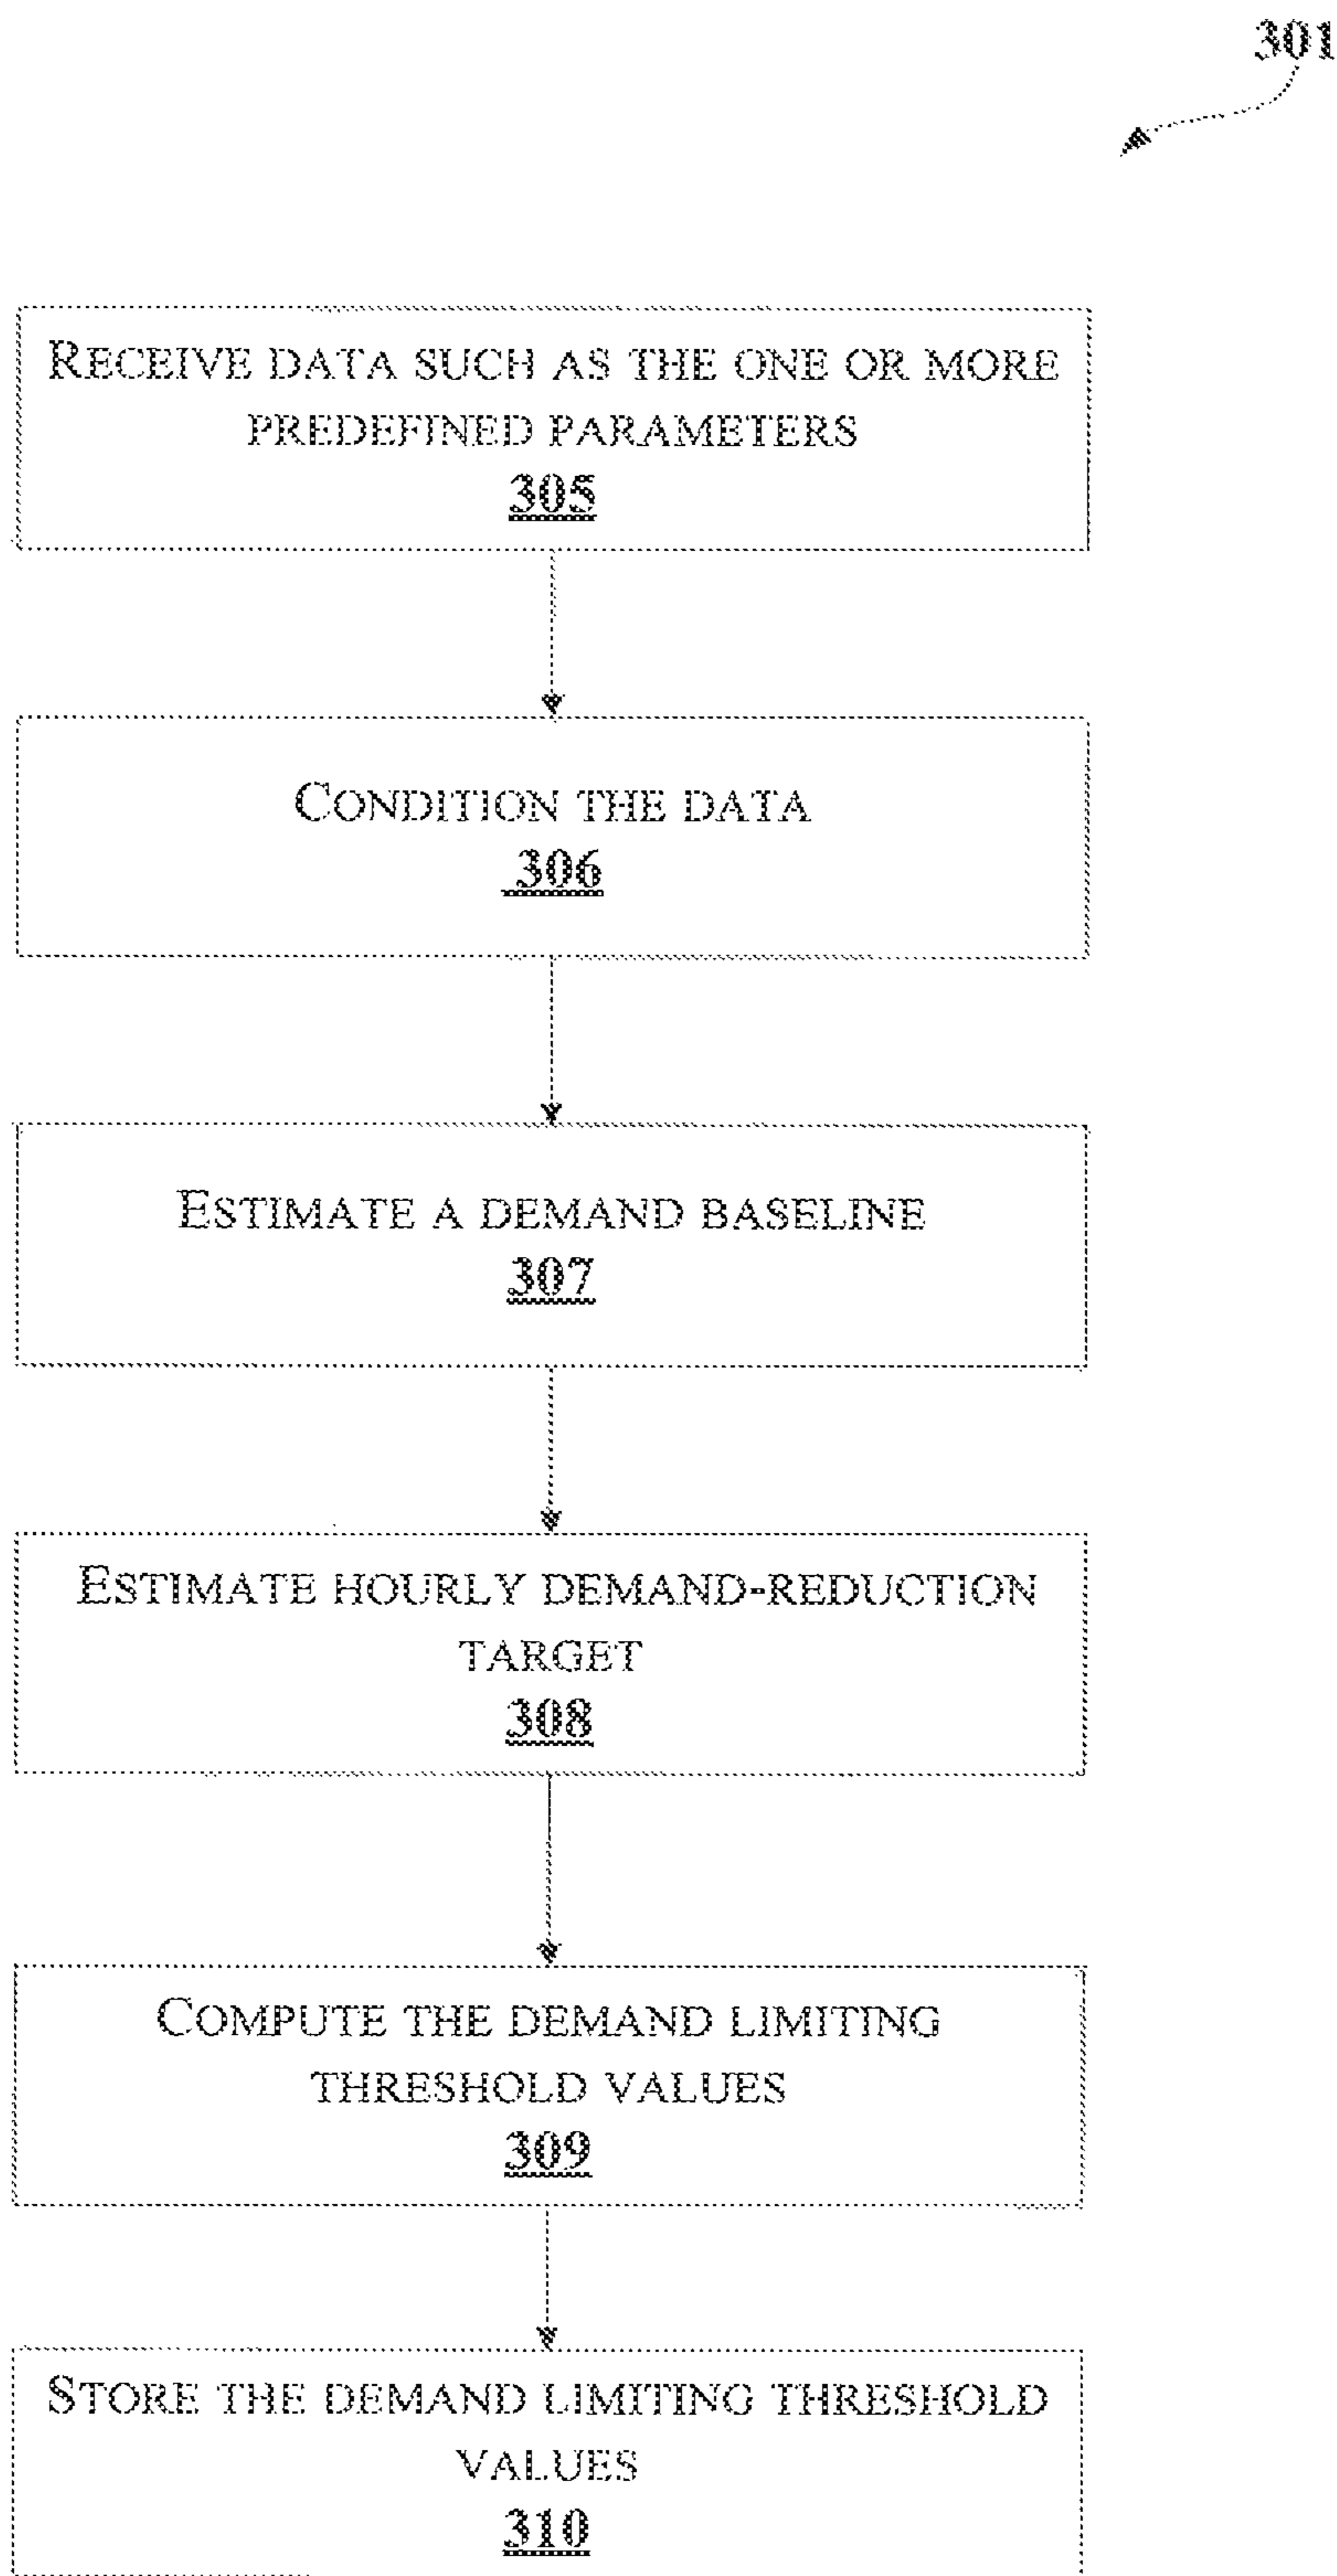 301
RECEIVE DATA SUCH AS THE ONE OR MORE
PREDEFINED PARAMETERS
305
CONDITION THE DATA
306
ESTIMATE A DEMAND BASELINE
307
ESTIMATE HOURLY DEMAND-REDUCTION
TARGET
308
COMPUTE THE DEMAND LIMITING
THRESHOLD VALUES
309
STORE THE DEMAND LIMITING THRESHOLD
VALUES
310